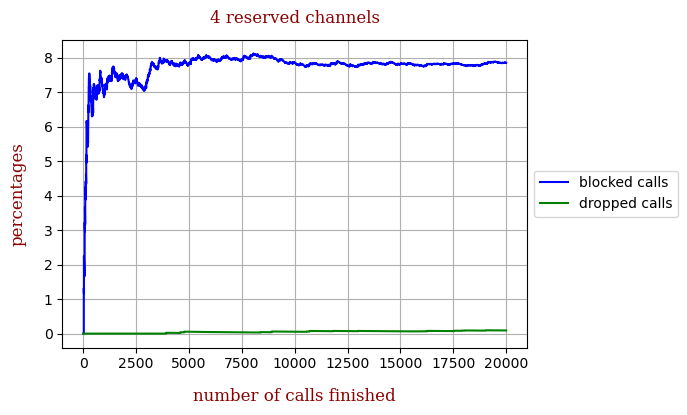 4 reserved channels
percentages
8
7
6
5
4
3
2
1
0
0 2500 5000 7500 10000 12500 15000 17500 20000
number of calls finished
blocked calls
dropped calls